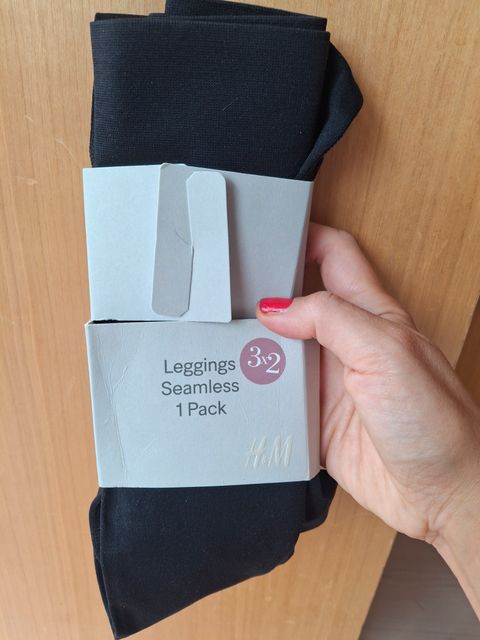 Leggings
Seamless
1 Pack
3x2
H&M